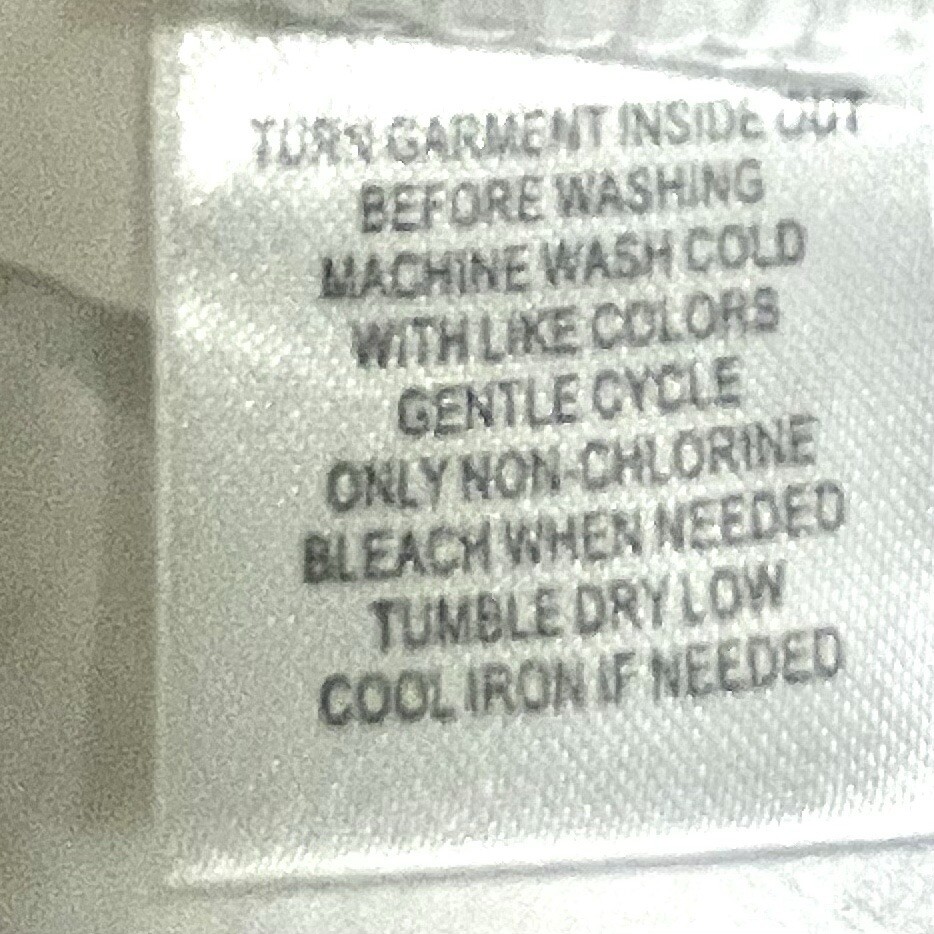 TURN GARMENT INSIDE OUT
BEFORE WASHING
MACHINE WASH COLD
WITH LIKE COLORS
GENTLE CYCLE
ONLY NON-CHLORINE
BLEACH WHEN NEEDED
TUMBLE DRY LOW
COOL IRON IF NEEDED